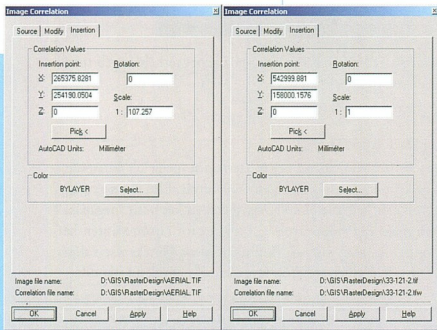 Image Correlation
Source Modify Insertion
Correlation Values
Insertion point:
Rotation:
X: 265375.8281
0
Y: 254190.0504
Scale:
Z: 0
1 : 107.257
Pick <
AutoCAD Units: Milliméter
Color
BYLAYER
Select...
Image file name: D:\GIS\RasterDesign\AERIAL.TIF
Correlation file name: D:\GIS\RasterDesign\AERIAL.TIF
OK Cancel Apply Help
Image Correlation
Source Modify Insertion
Correlation Values
Insertion point:
Rotation:
X: 542999.881
0
Y: 158000.1576
Scale:
Z: 0
1 : 1
Pick <
AutoCAD Units: Milliméter
Color
BYLAYER
Select...
Image file name: D:\GIS\RasterDesign\33-121-2.tif
Correlation file name: D:\GIS\RasterDesign\33-121-2.tfw
OK Cancel Apply Help